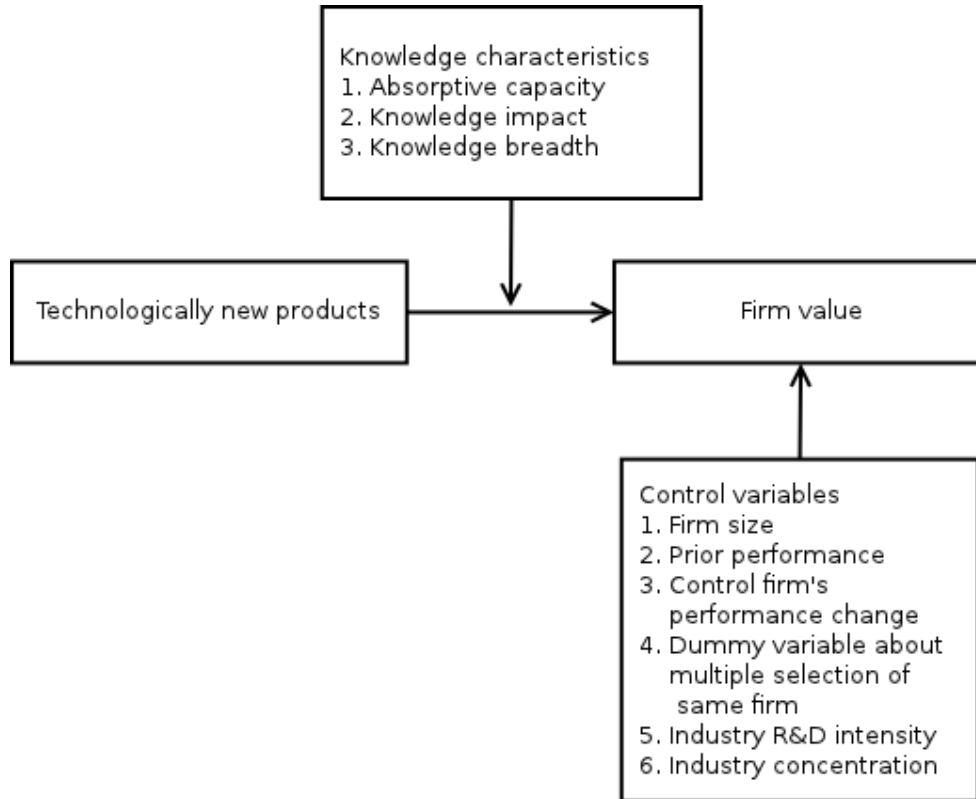 Knowledge characteristics
1. Absorptive capacity
2. Knowledge impact
3. Knowledge breadth
Technologically new products
Firm value
Control variables
1. Firm size
2. Prior performance
3. Control firm's
performance change
4. Dummy variable about
multiple selection of
same firm
5. Industry R&D intensity
6. Industry concentration